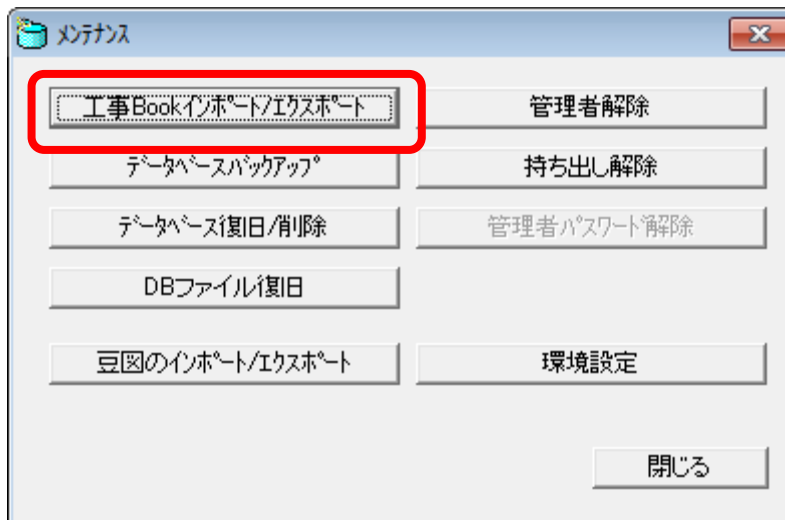 ﾒﾝﾃﾅﾝｽ
工事Bookｲﾝﾎﾟｰﾄ/ｴｸｽﾎﾟｰﾄ
管理者解除
ﾃﾞｰﾀﾍﾞｰｽﾊﾞｯｸｱｯﾌﾟ
持ち出し解除
ﾃﾞｰﾀﾍﾞｰｽ復旧/削除
管理者ﾊﾟｽﾜｰﾄﾞ解除
DBファイル復旧
豆図のｲﾝﾎﾟｰﾄ/ｴｸｽﾎﾟｰﾄ
環境設定
閉じる